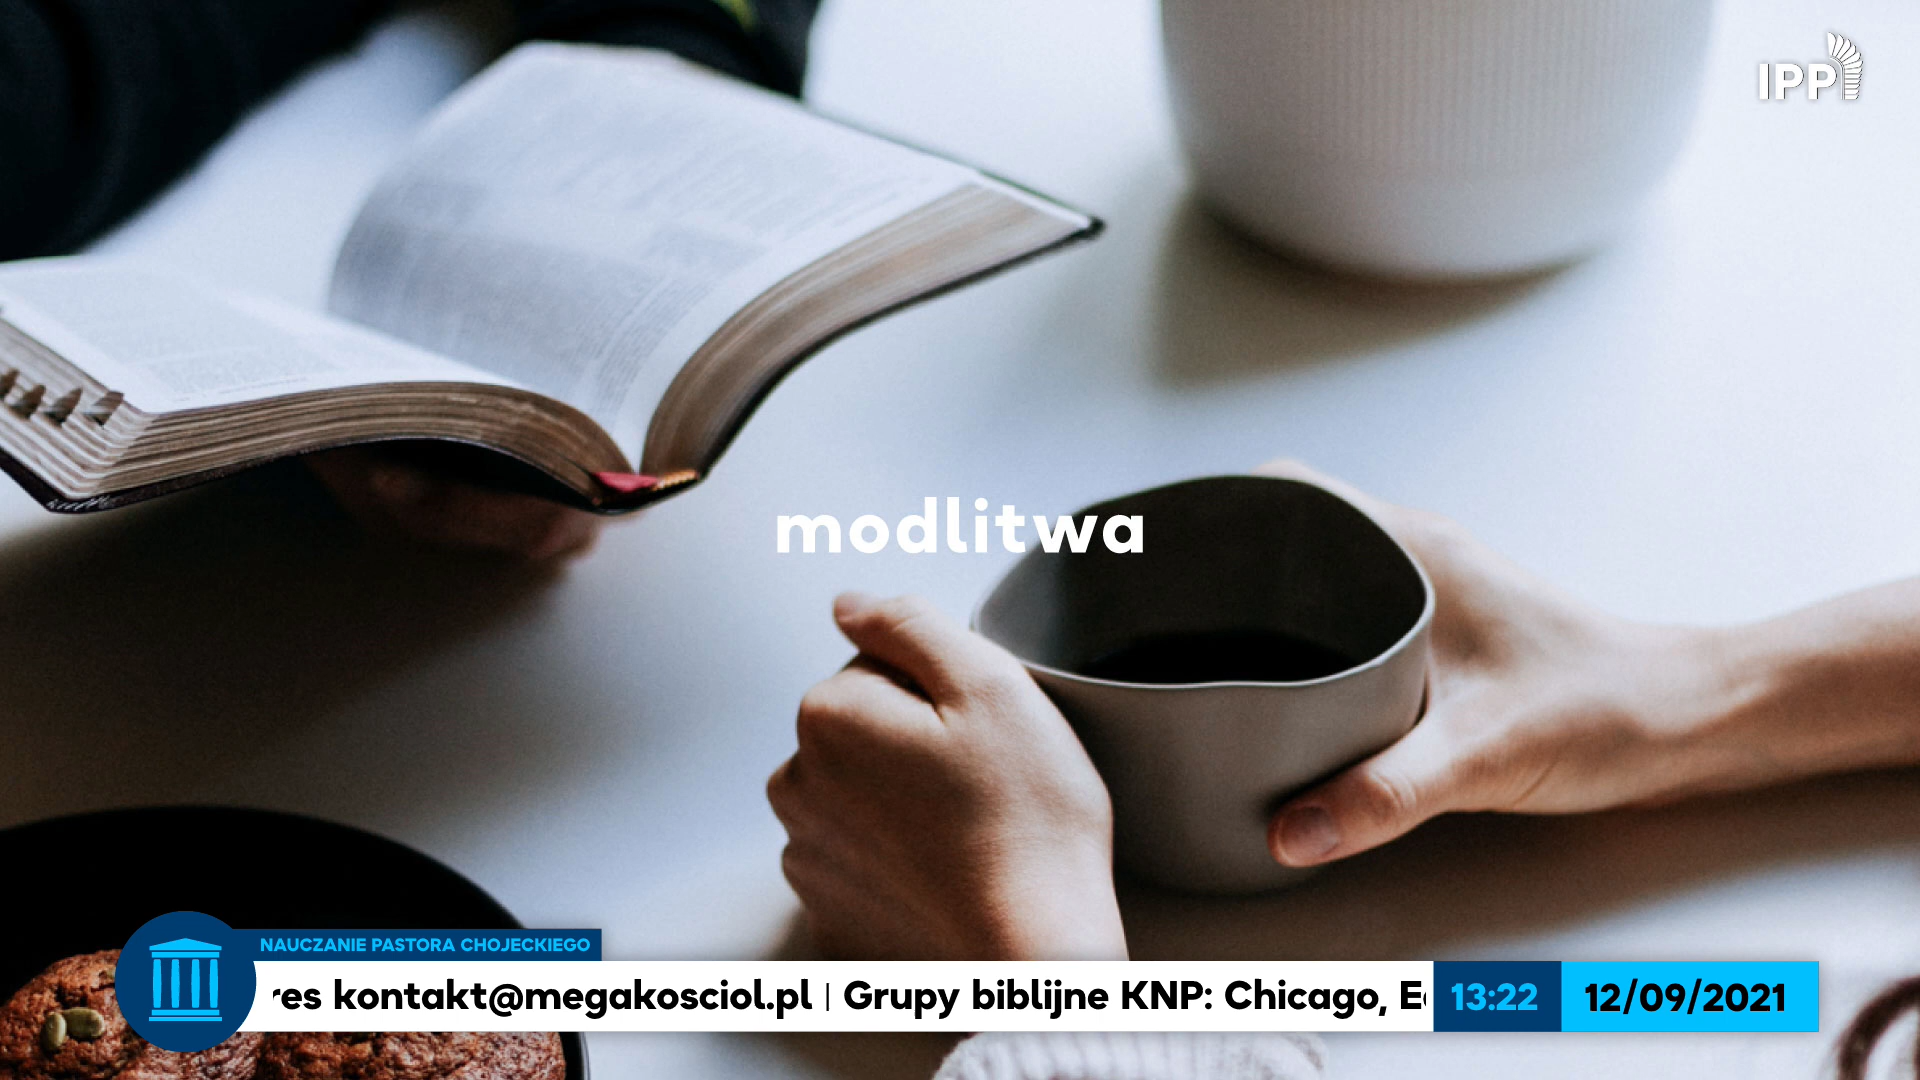 IPP
modlitwa
NAUCZANIE PASTORA CHOJECKIEGO
kontakt@megakosciol.pl | Grupy biblijne KNP: Chicago,
13:22
12/09/2021